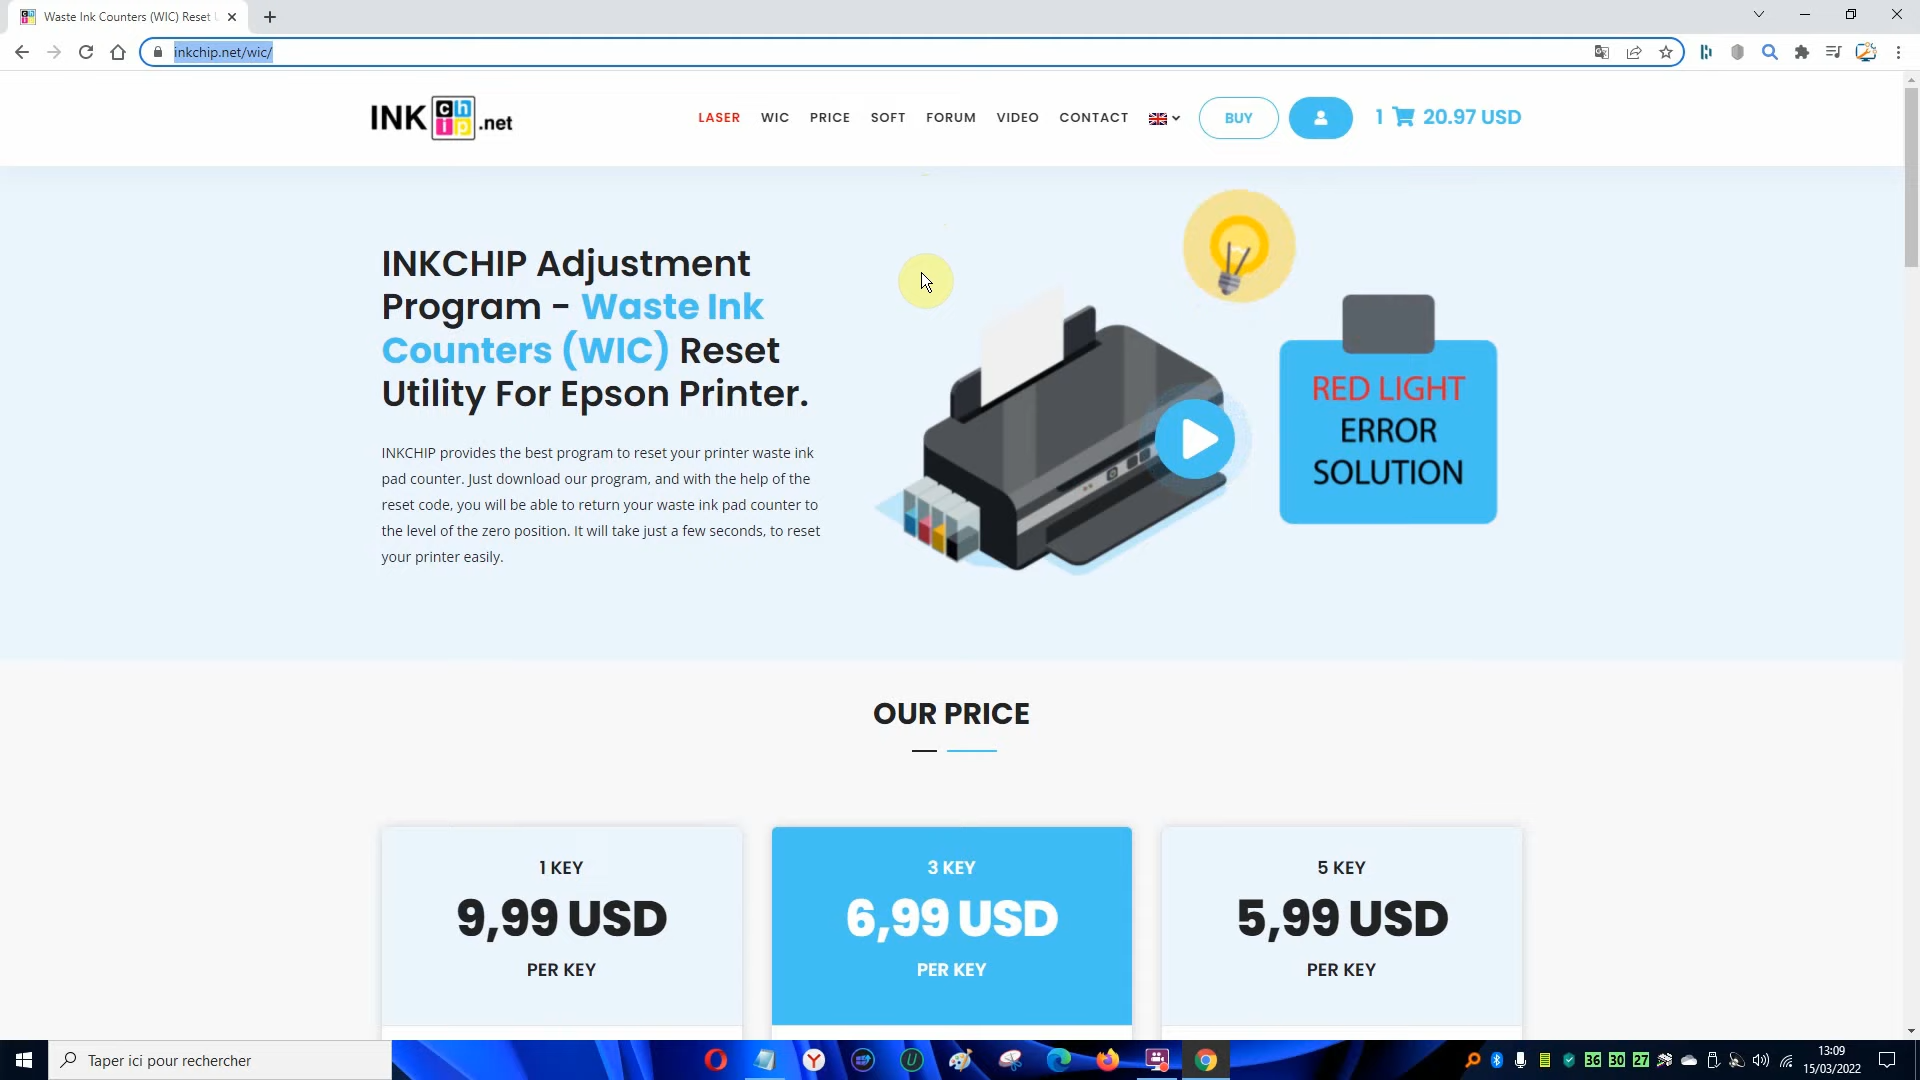 Waste Ink Counters (WIC) Reset U
inkchip.net/wic/
INK chip .net
LASER
WIC
PRICE
SOFT
FORUM
VIDEO
CONTACT
BUY
1
20.97 USD
INKCHIP Adjustment
Program - Waste Ink
Counters (WIC) Reset
Utility For Epson Printer.
INKCHIP provides the best program to reset your printer waste ink
pad counter. Just download our program, and with the help of the
reset code, you will be able to return your waste ink pad counter to
the level of the zero position. It will take just a few seconds, to reset
your printer easily.
RED LIGHT
ERROR
SOLUTION
OUR PRICE
1 KEY
9,99 USD
PER KEY
3 KEY
6,99 USD
PER KEY
5 KEY
5,99 USD
PER KEY
Taper ici pour rechercher
36 30 27
13:09
15/03/2022